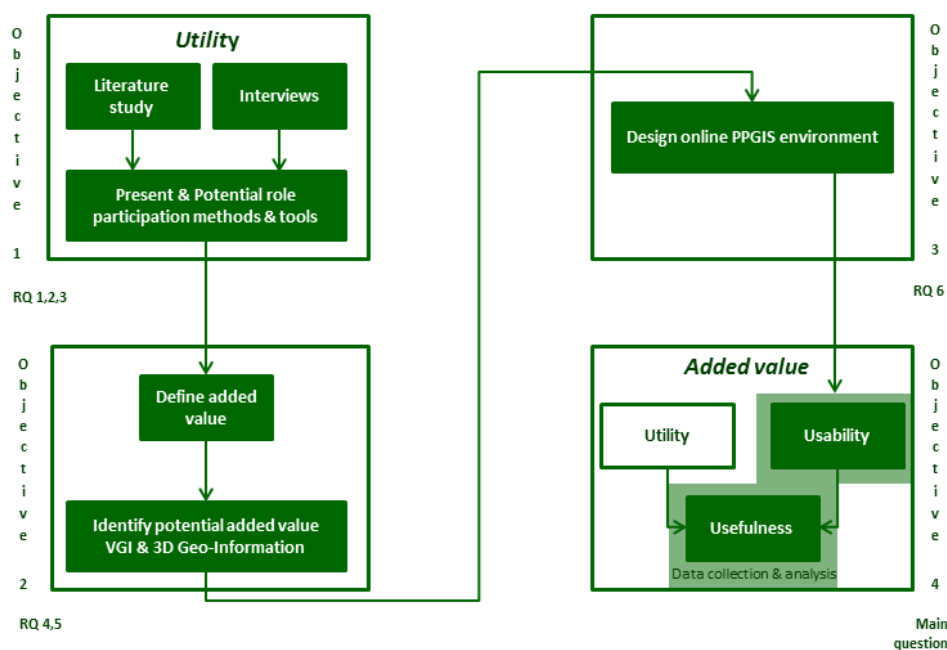 Objective 1
Utility
Literature
study
Interviews
Present & Potential role
participation methods & tools
RQ 1,2,3
Objective 2
Define added
value
Identify potential added value
VGI & 3D Geo-Information
RQ 4,5
Objective 3
Design online PPGIS environment
RQ 6
Objective 4
Added value
Utility
Usability
Usefulness
Data collection & analysis
Main
question